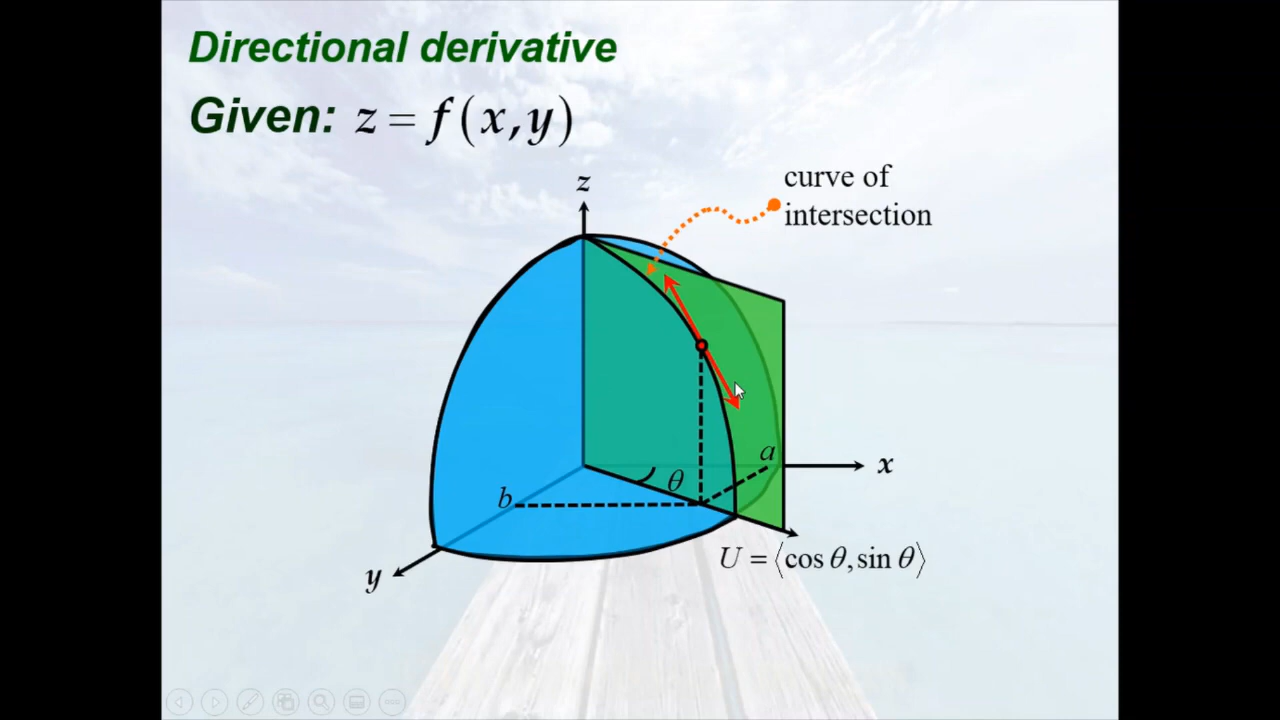 Directional derivative
Given: z = f(x, y)
z
curve of
intersection
a
x
θ
b
U = ⟨cos θ, sin θ⟩
y